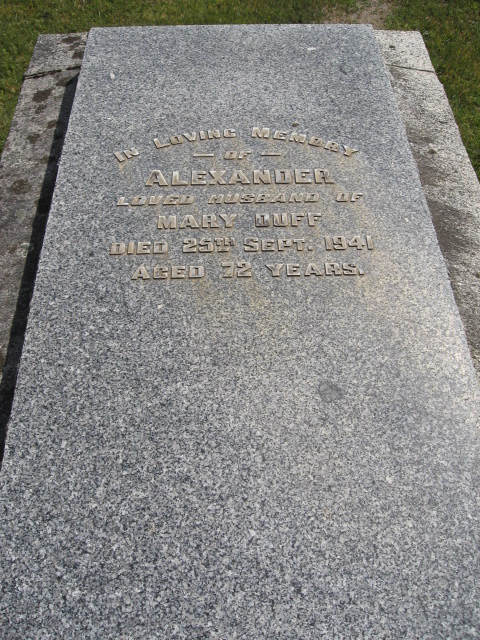 IN LOVING MEMORY
— OF —
ALEXANDER
LOVED HUSBAND OF
MARY DUFF
DIED 25TH SEPT. 1941
AGED 72 YEARS.